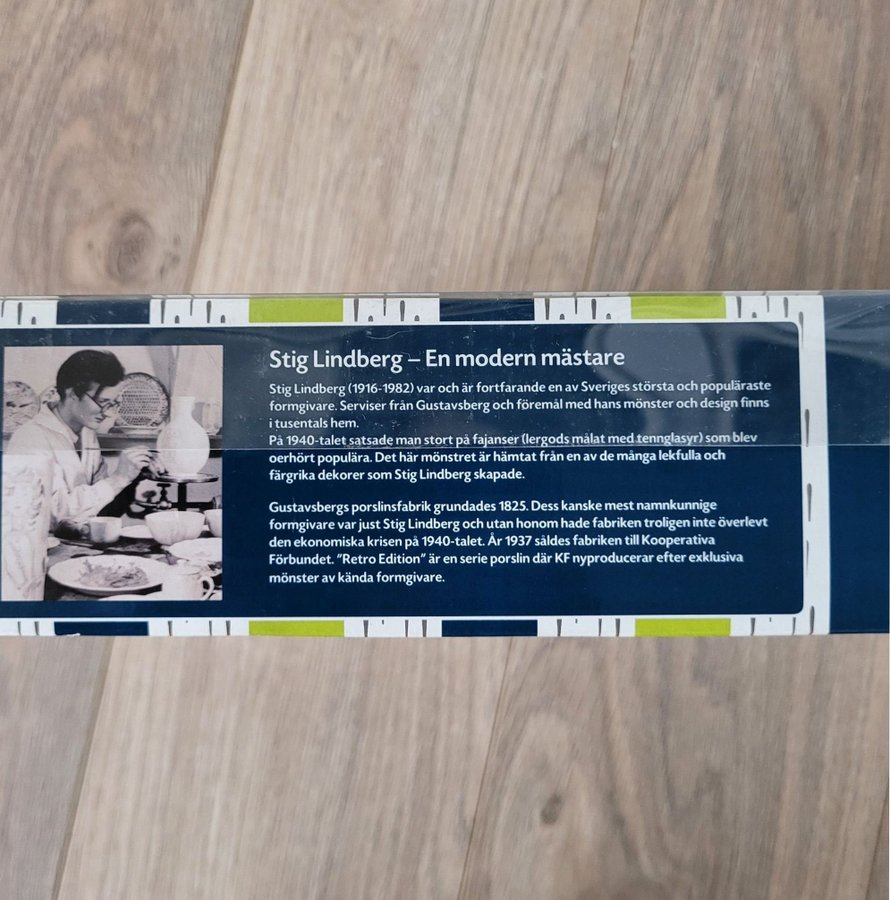 Stig Lindberg – En modern mästare
Stig Lindberg (1916-1982) var och är fortfarande en av Sveriges största och populäraste
formgivare. Serviser från Gustavsberg och föremål med hans mönster och design finns
i tusentals hem.
På 1940-talet satsade man stort på fajanser (lergods målat med tennglasyr) som blev
oerhört populära. Det här mönstret är hämtat från en av de många lekfulla och
färgrika dekorer som Stig Lindberg skapade.
Gustavsbergs porslinsfabrik grundades 1825. Dess kanske mest namnkunnige
formgivare var just Stig Lindberg och utan honom hade fabriken troligen inte överlevt
den ekonomiska krisen på 1940-talet. År 1937 såldes fabriken till Kooperativa
Förbundet. ”Retro Edition” är en serie porslin där KF nyproducerar efter exklusiva
mönster av kända formgivare.